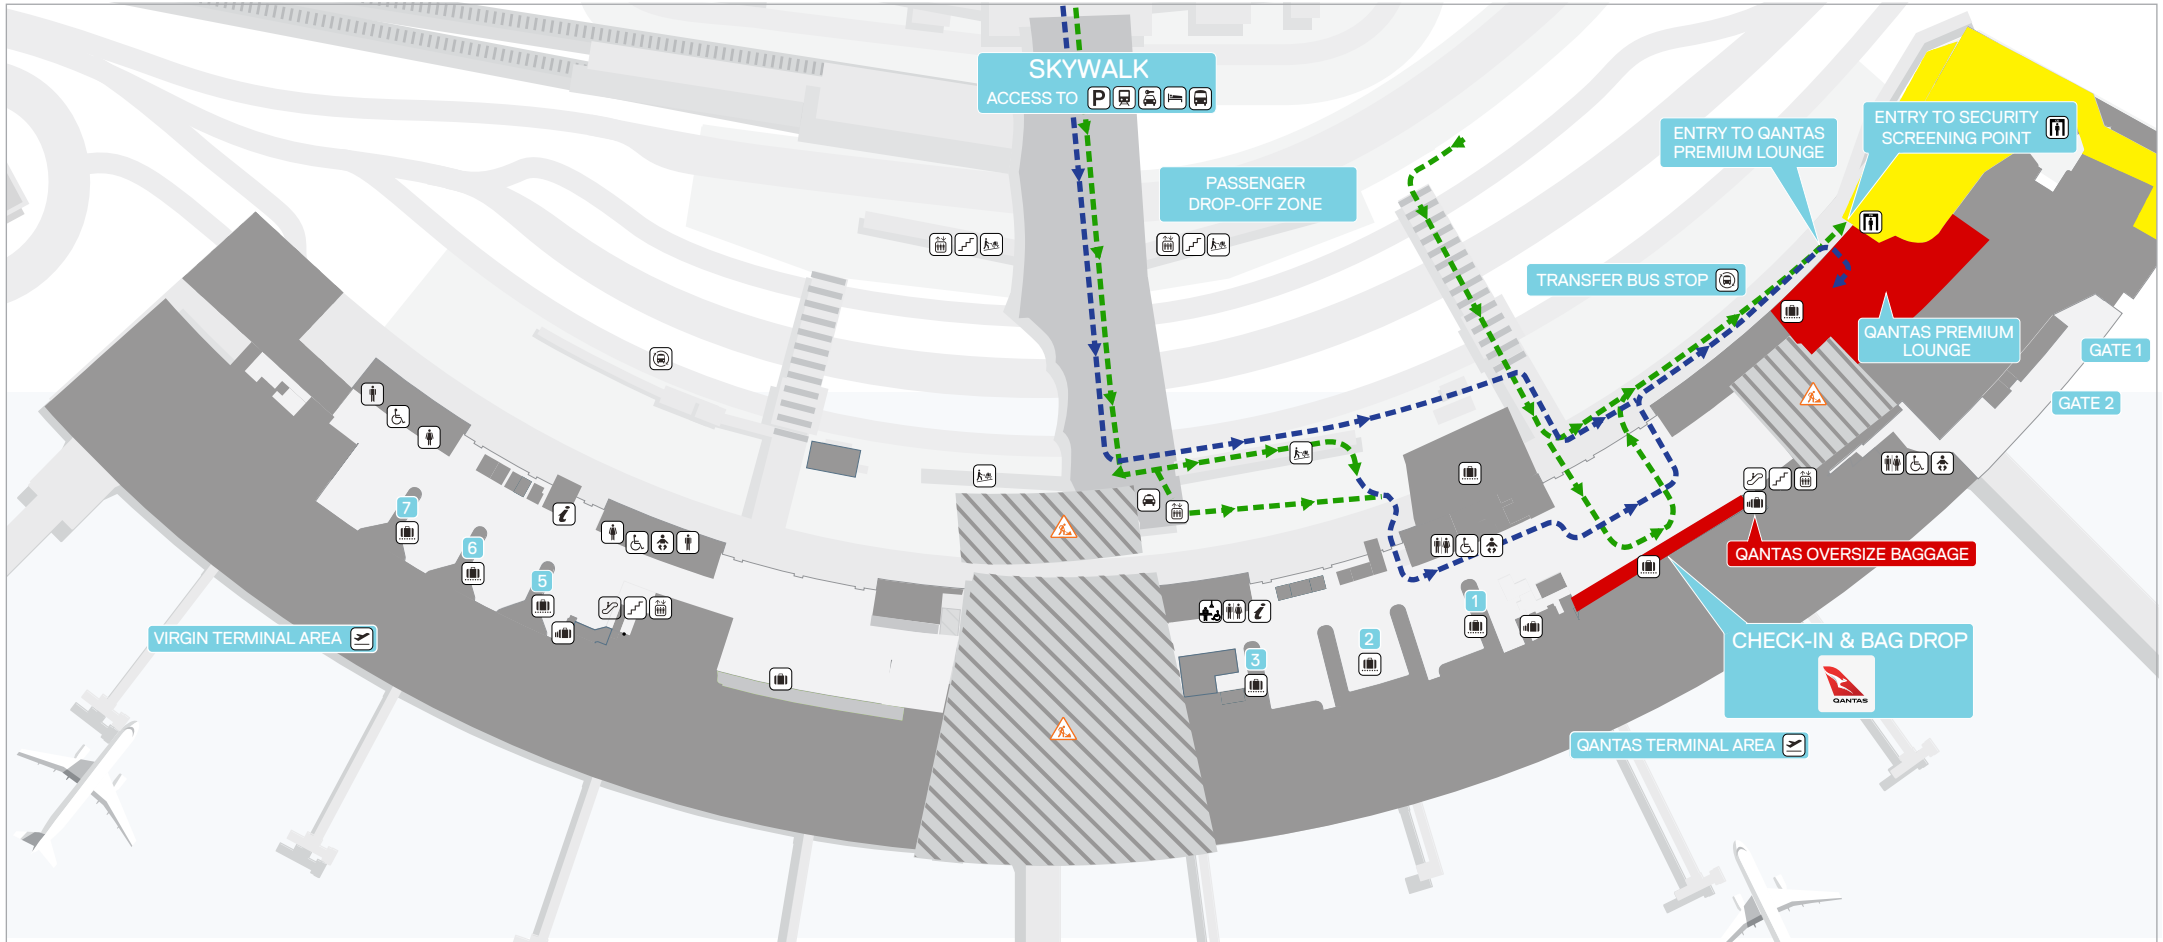 SKYWALK
ACCESS TO P
PASSENGER
DROP-OFF ZONE
ENTRY TO QANTAS
PREMIUM LOUNGE
ENTRY TO SECURITY
SCREENING POINT
TRANSFER BUS STOP
QANTAS PREMIUM
LOUNGE
GATE 1
GATE 2
7
6
5
i
VIRGIN TERMINAL AREA
i
3
2
1
QANTAS OVERSIZE BAGGAGE
CHECK-IN & BAG DROP
QANTAS
QANTAS TERMINAL AREA